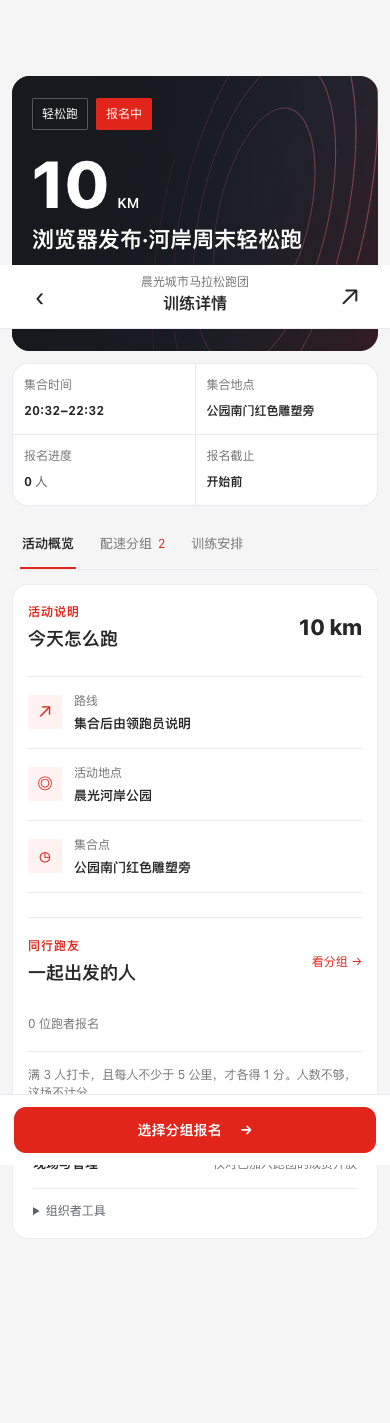 轻松跑
报名中
10 KM
浏览器发布·河岸周末轻松跑
‹
晨光城市马拉松跑团
训练详情
集合时间
20:32–22:32
集合地点
公园南门红色雕塑旁
报名进度
0 人
报名截止
开始前
活动概览
配速分组 2
训练安排
活动说明
今天怎么跑
10 km
路线
集合后由领跑员说明
活动地点
晨光河岸公园
集合点
公园南门红色雕塑旁
同行跑友
一起出发的人
看分组 →
0 位跑者报名
满 3 人打卡，且每人不少于 5 公里，才各得 1 分。人数不够，
这场不计分
选择分组报名 →
▶ 组织者工具